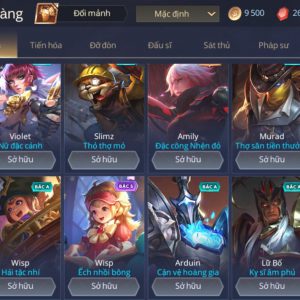 àng Đổi mảnh Mặc định 9 500 26
Tiến hóa Đỡ đòn Đấu sĩ Sát thủ Pháp sư
Violet Slimz Amily Murad
Nữ đặc cảnh Thỏ thợ mỏ Đặc công Nhện đỏ Thợ săn tiền thưở
Sở hữu Sở hữu Sở hữu Sở hữu
BẬC A BẬC S BẬC A BẬC A
Wisp Wisp Arduin Lữ Bố
Hải tặc nhí Ếch nhồi bông Cận vệ hoàng gia Kỵ sĩ âm phủ
Sở hữu Sở hữu Sở hữu Sở hữu